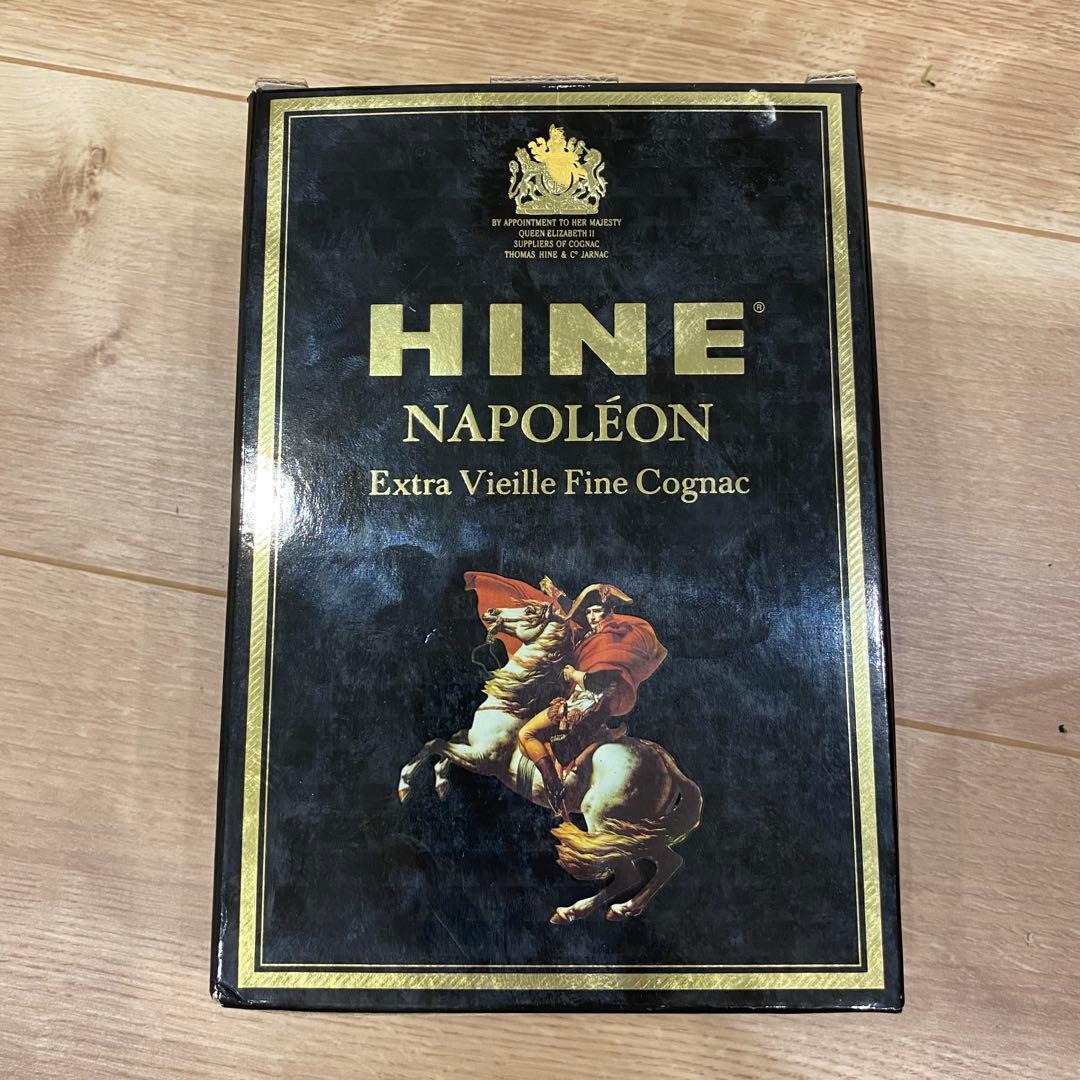 BY APPOINTMENT TO HER MAJESTY
QUEEN ELIZABETH II
SUPPLIERS OF COGNAC
THOMAS HINE & Cº JARNAC
HINE®
NAPOLÉON
Extra Vieille Fine Cognac